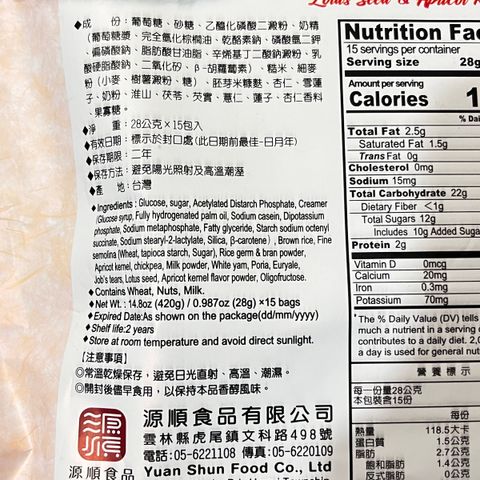 Lotus Seed & Apricot
◆成　份：葡萄糖、砂糖、乙醯化磷酸二澱粉、奶精
(葡萄糖漿、完全氫化棕櫚油、乾酪素鈉、磷酸氫二鉀
、偏磷酸鈉、脂肪酸甘油脂、辛烯基丁二酸鈉澱粉、乳
酸硬脂酸鈉、二氧化矽、β-胡蘿蔔素)、糙米、細麥
粉(小麥、樹薯澱粉、糖)、胚芽米糠麩、杏仁、雪蓮
子、奶粉、淮山、茯苓、芡實、薏仁、蓮子、杏仁香料
、果寡糖。
◆淨　重：28公克×15包入
◆有效日期：標示於封口處(此日期前最佳-日月年)
◆保存期限：二年
◆保存方法：避免陽光照射及高溫潮溼
◆產　地：台灣
◆Ingredients : Glucose, sugar, Acetylated Distarch Phosphate, Creamer
(Glucose syrup, Fully hydrogenated palm oil, Sodium casein, Dipotassium
phosphate, Sodium metaphosphate, Fatty glyceride, Starch sodium octenyl
succinate, Sodium stearyl-2-lactylate, Silica, β-carotene) , Brown rice, Fine
semolina (Wheat, tapioca starch, Sugar), Rice germ & bran powder,
Apricot kernel, chickpea, Milk powder, White yam, Poria, Euryale,
Job's tears, Lotus seed, Apricot kernel flavor powder, Oligofructose.
◆Contains Wheat, Nuts, Milk.
◆Net Wt. : 14.8oz (420g) / 0.987oz (28g) ×15 bags
◆Expired Date:As shown on the package(dd/mm/yyyy)
◆Shelf life:2 years
◆Store at room temperature and avoid direct sunlight.
【注意事項】
◎常溫乾燥保存，避免日光直射、高溫、潮濕。
◎開封後儘早食用，以保持本品香醇風味。
源順
源順食品
源順食品有限公司
雲林縣虎尾鎮文科路498號
電話:05-6221108 傳真:05-6220109
Yuan Shun Food Co., Ltd
Nutrition Fac
15 servings per container
Serving size 28g
Amount per serving
Calories 1
% Dai
Total Fat 2.5g
Saturated Fat 1.5g
Trans Fat 0g
Cholesterol 0mg
Sodium 15mg
Total Carbohydrate 22g
Dietary Fiber <1g
Total Sugars 12g
Includes 10g Added Sug
Protein 2g
Vitamin D 0mcg
Calcium 20mg
Iron 0.3mg
Potassium 70mg
*The % Daily Value (DV) tells
much a nutrient in a serving o
contributes to a daily diet. 2,0
a day is used for general nut
營養標示
每一份量28公克
本包裝含15份
每份
熱量 118.5大卡
蛋白質 1.5公克
脂肪 2.7公克
飽和脂肪 1.4公克
反式脂肪 0公克